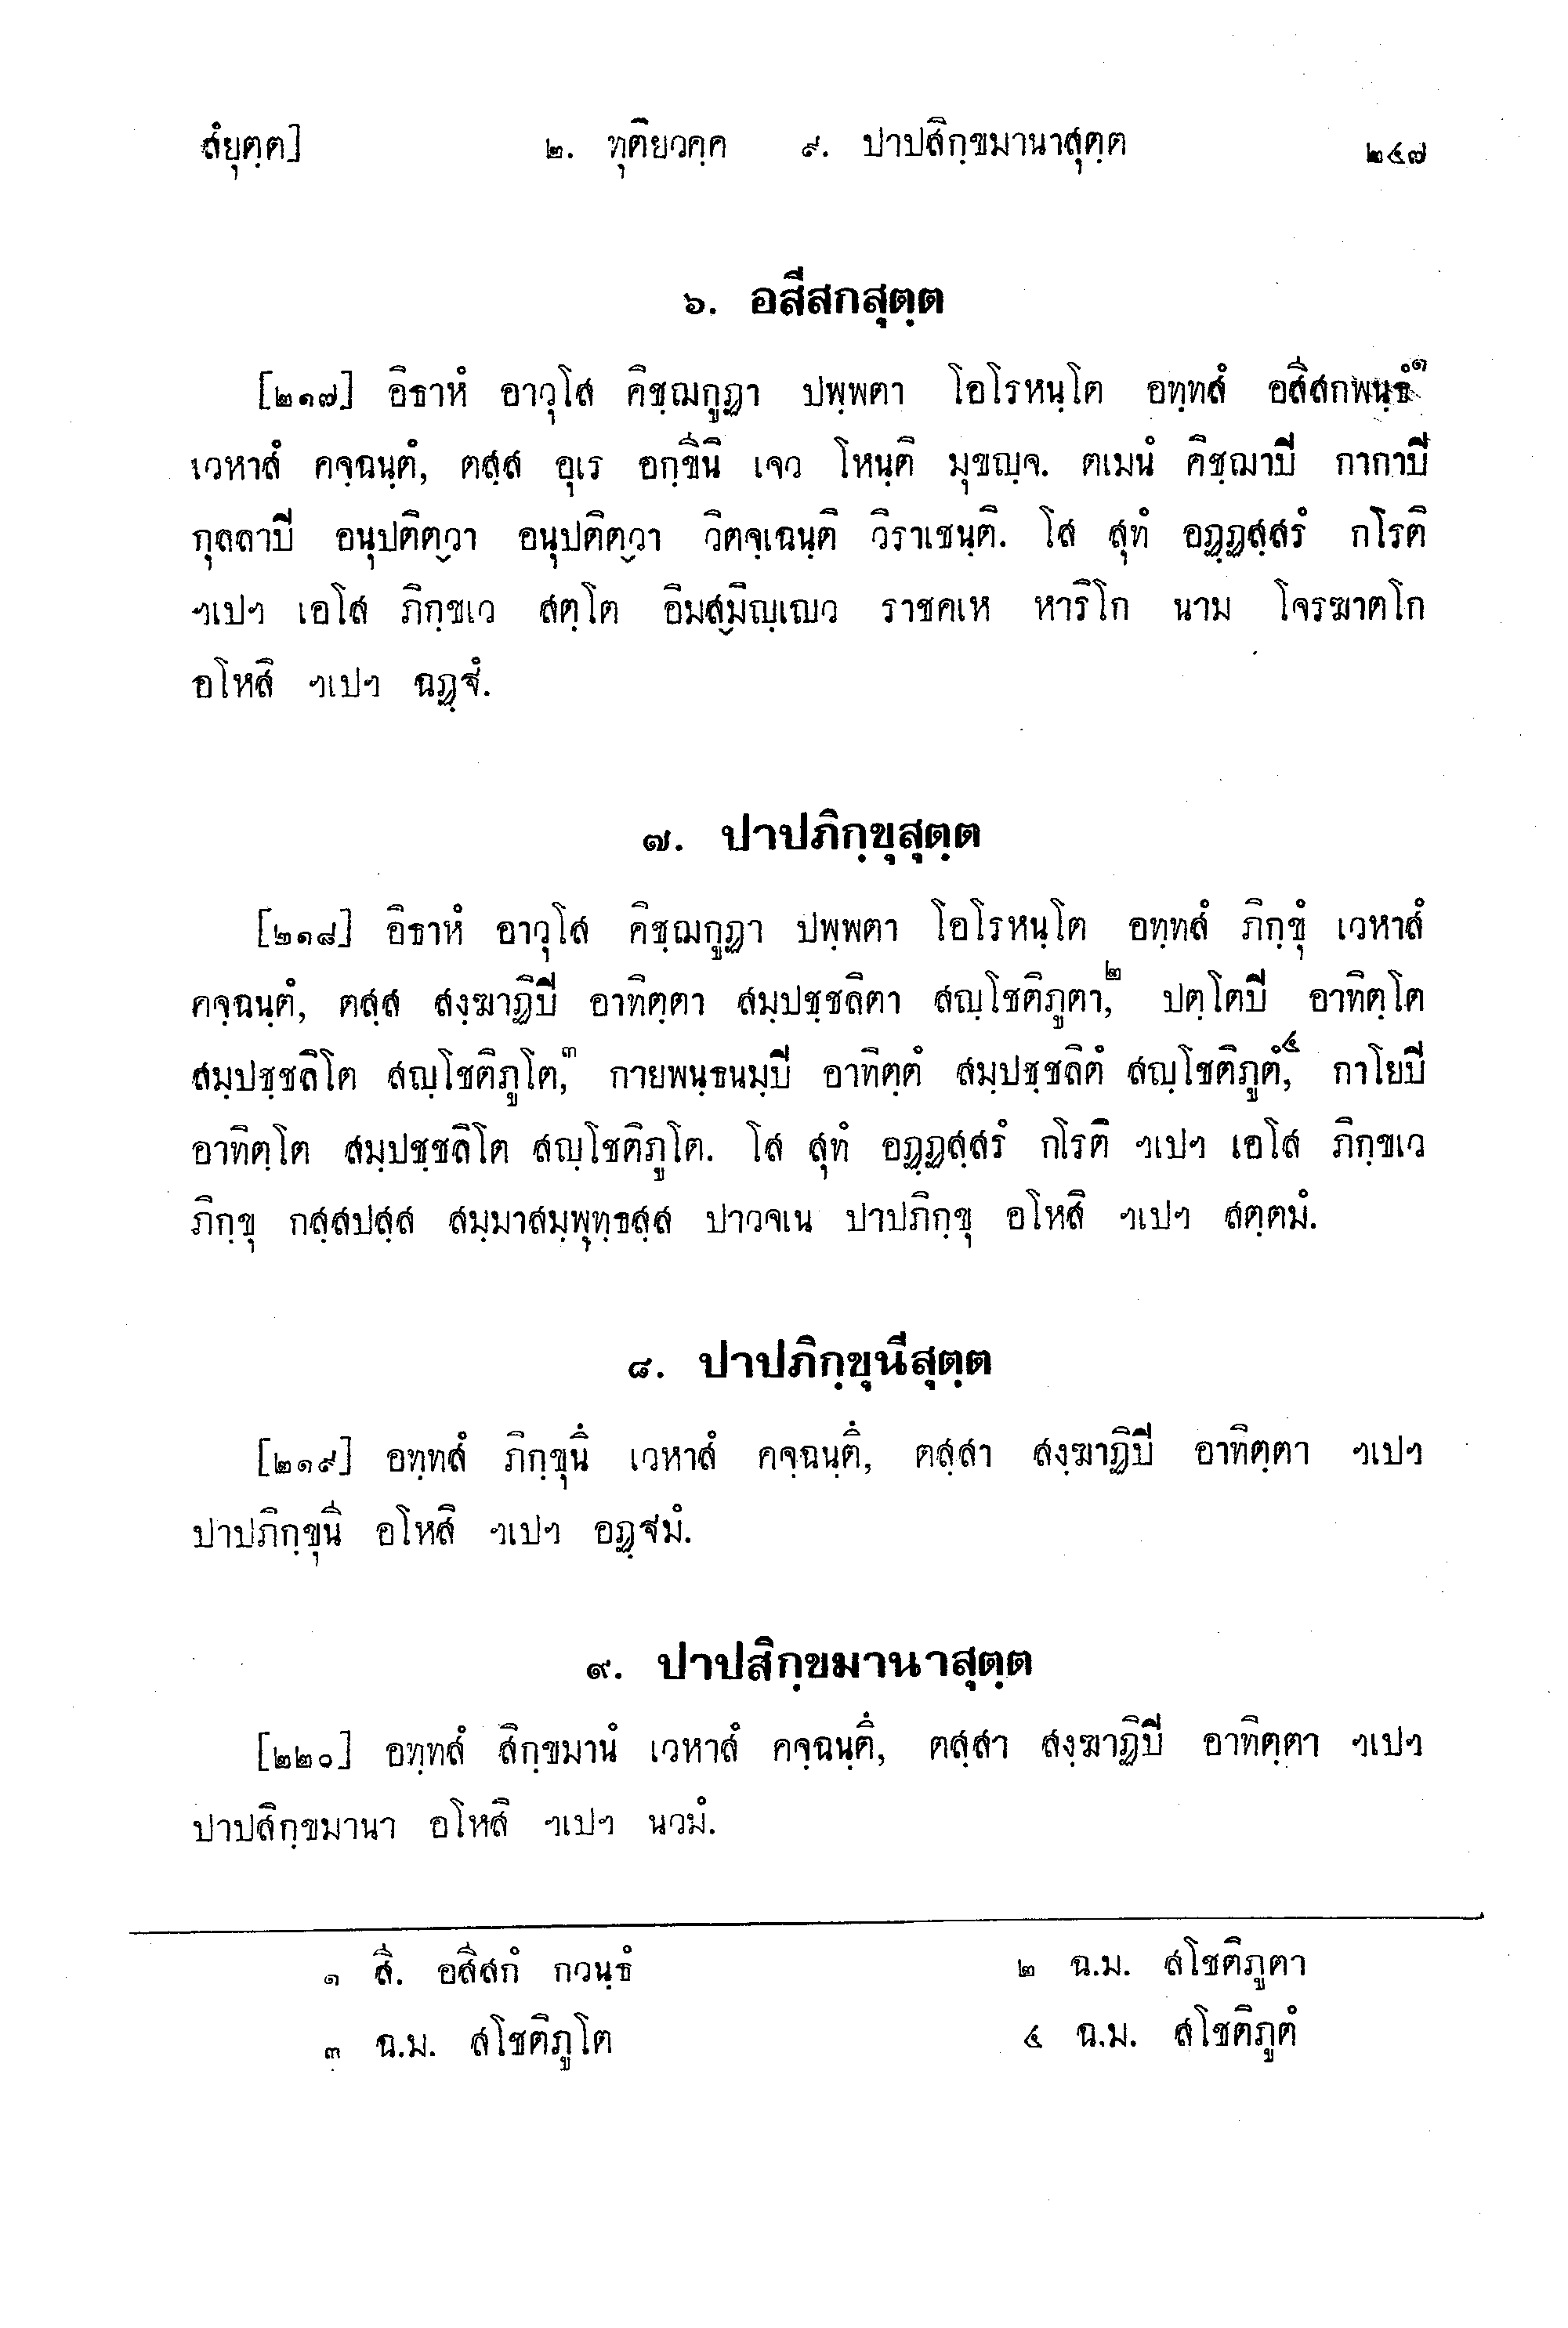 สํยุตฺต] ๒. ทุติยวคฺค ๙. ปาปสิกฺขมานาสุตฺต ๒๔๗
๖. อสีสกสุตฺต
[๒๑๗] อิธาหํ อาวุโส คิชฺฌกูฏา ปพฺพตา โอโรหนฺโต อทฺทสํ อสีสกพนฺธํ๑
เวหาสํ คจฺฉนฺตํ, ตสฺส อุเร อกฺขีนิ เจว โหนฺติ มุขญฺจ. ตเมนํ คิชฺฌาปิ กากาปิ
กุลลาปิ อนุปติตฺวา อนุปติตฺวา วิตจฺเฉนฺติ วิราเชนฺติ. โส สุทํ อฏฺฏสฺสรํ กโรติ
ฯเปฯ เอโส ภิกฺขเว สตฺโต อิมสฺมิญฺเญว ราชคเห หาริโก นาม โจรฆาตโก
อโหสิ ฯเปฯ ฉฏฺฐํ.
๗. ปาปภิกฺขุสุตฺต
[๒๑๘] อิธาหํ อาวุโส คิชฺฌกูฏา ปพฺพตา โอโรหนฺโต อทฺทสํ ภิกฺขุํ เวหาสํ
คจฺฉนฺตํ, ตสฺส สงฺฆาฏิปิ อาทิตฺตา สมฺปชฺชลิตา สญฺโชติภูตา,๒ ปตฺโตปิ อาทิตฺโต
สมฺปชฺชลิโต สญฺโชติภูโต,๓ กายพนฺธนมฺปิ อาทิตฺตํ สมฺปชฺชลิตํ สญฺโชติภูตํ,๔ กาโยปิ
อาทิตฺโต สมฺปชฺชลิโต สญฺโชติภูโต. โส สุทํ อฏฺฏสฺสรํ กโรติ ฯเปฯ เอโส ภิกฺขเว
ภิกฺขุ กสฺสปสฺส สมฺมาสมฺพุทฺธสฺส ปาวจเน ปาปภิกฺขุ อโหสิ ฯเปฯ สตฺตมํ.
๘. ปาปภิกฺขุนีสุตฺต
[๒๑๙] อทฺทสํ ภิกฺขุนึ เวหาสํ คจฺฉนฺตึ, ตสฺสา สงฺฆาฏิปิ อาทิตฺตา ฯเปฯ
ปาปภิกฺขุนี อโหสิ ฯเปฯ อฏฺฐมํ.
๙. ปาปสิกฺขมานาสุตฺต
[๒๒๐] อทฺทสํ สิกฺขมานํ เวหาสํ คจฺฉนฺตึ, ตสฺสา สงฺฆาฏิปิ อาทิตฺตา ฯเปฯ
ปาปสิกฺขมานา อโหสิ ฯเปฯ นวมํ.
๑ สี. อสีสกํ กวนฺธํ ๒ ฉ.ม. สโชติภูตา
๓ ฉ.ม. สโชติภูโต ๔ ฉ.ม. สโชติภูตํ